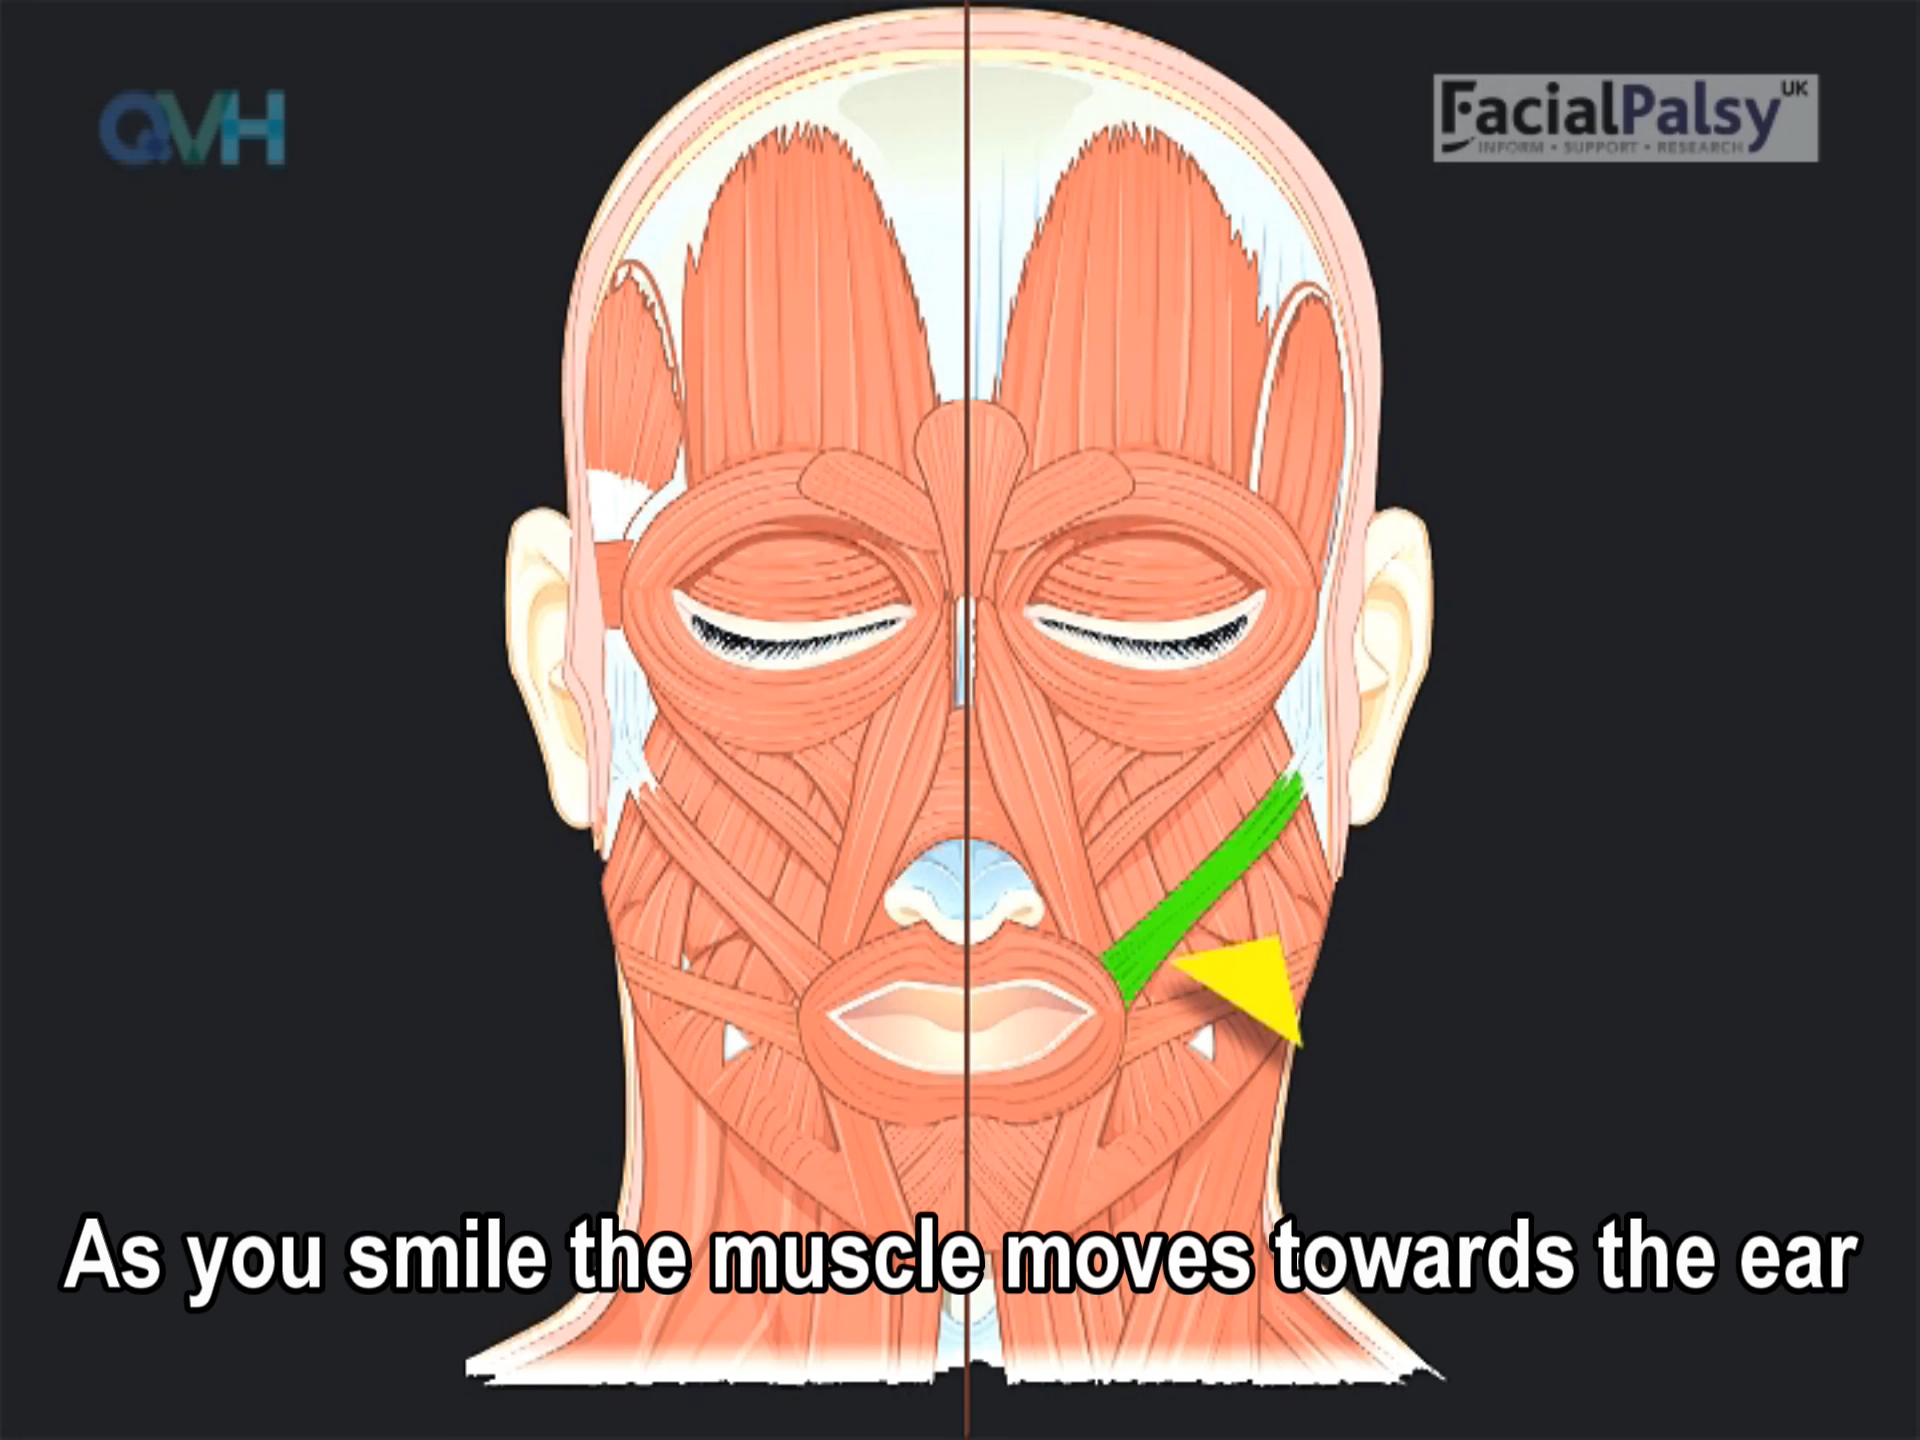 QVH
FacialPalsy UK
INFORM • SUPPORT • RESEARCH
As you smile the muscle moves towards the ear